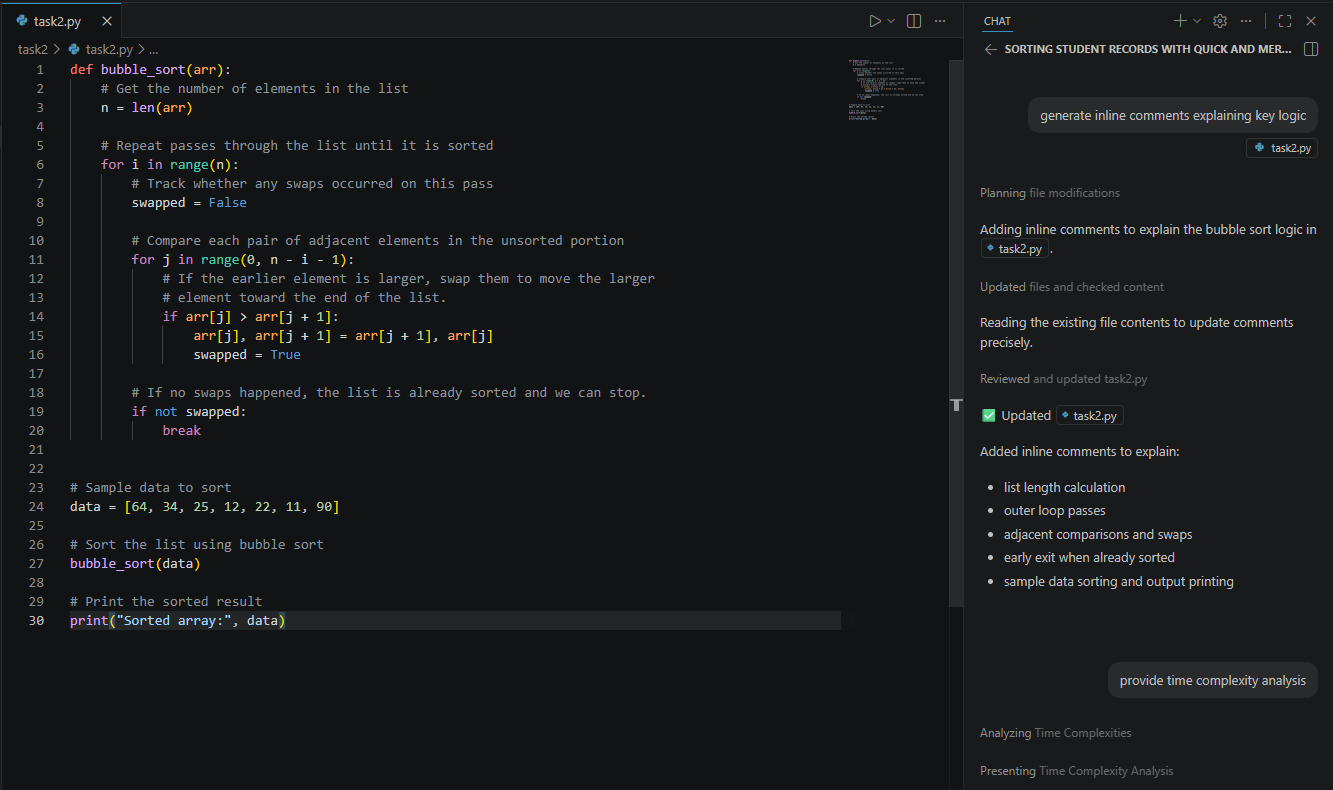 task2.py
task2 > task2.py > ...
1 def bubble_sort(arr):
2     # Get the number of elements in the list
3     n = len(arr)
4
5     # Repeat passes through the list until it is sorted
6     for i in range(n):
7         # Track whether any swaps occurred on this pass
8         swapped = False
9
10         # Compare each pair of adjacent elements in the unsorted portion
11         for j in range(0, n - i - 1):
12             # If the earlier element is larger, swap them to move the larger
13             # element toward the end of the list.
14             if arr[j] > arr[j + 1]:
15                 arr[j], arr[j + 1] = arr[j + 1], arr[j]
16                 swapped = True
17
18         # If no swaps happened, the list is already sorted and we can stop.
19         if not swapped:
20             break
21
22
23 # Sample data to sort
24 data = [64, 34, 25, 12, 22, 11, 90]
25
26 # Sort the list using bubble sort
27 bubble_sort(data)
28
29 # Print the sorted result
30 print("Sorted array:", data)
CHAT
SORTING STUDENT RECORDS WITH QUICK AND MER...
generate inline comments explaining key logic
task2.py
Planning file modifications
Adding inline comments to explain the bubble sort logic in
task2.py .
Updated files and checked content
Reading the existing file contents to update comments
precisely.
Reviewed and updated task2.py
✅ Updated task2.py
Added inline comments to explain:
• list length calculation
• outer loop passes
• adjacent comparisons and swaps
• early exit when already sorted
• sample data sorting and output printing
provide time complexity analysis
Analyzing Time Complexities
Presenting Time Complexity Analysis